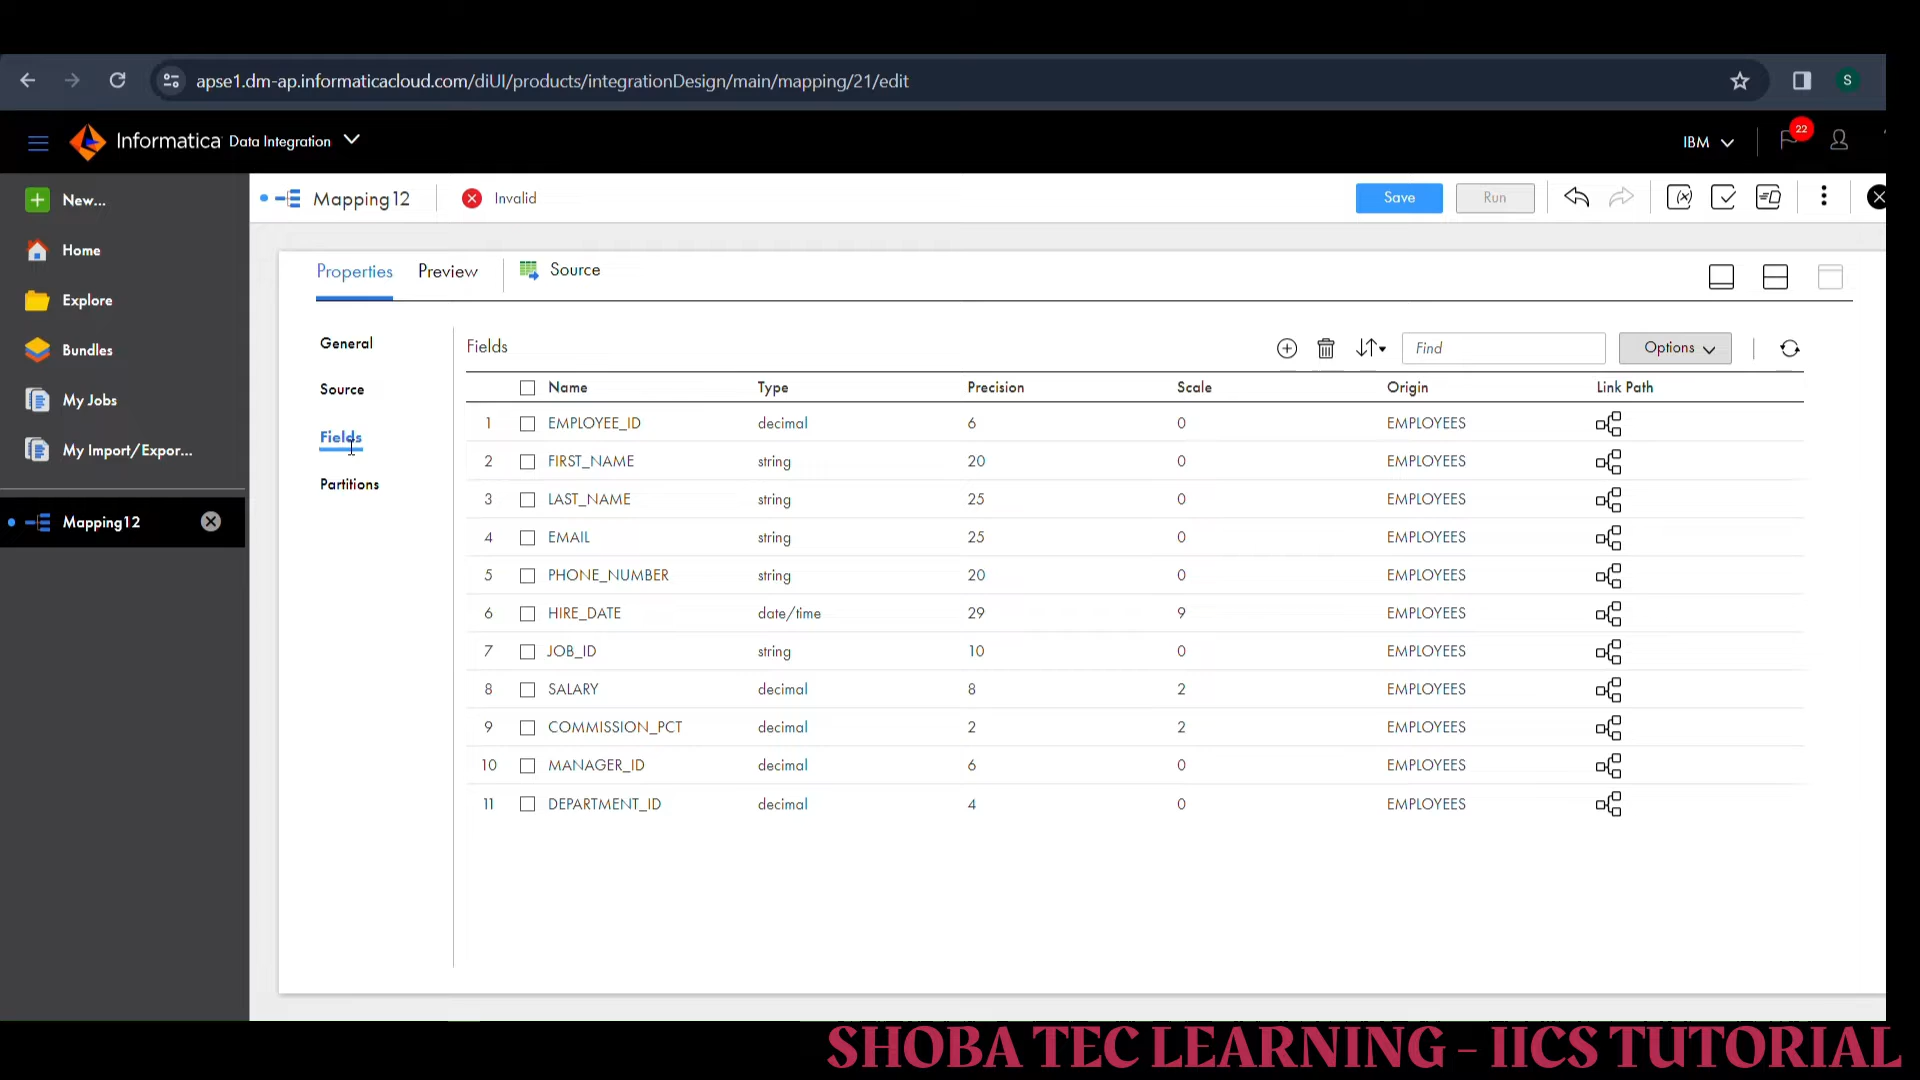 apse1.dm-ap.informaticacloud.com/diUI/products/integrationDesign/main/mapping/21/edit
S
Informatica Data Integration
IBM
22
New...
Home
Explore
Bundles
My Jobs
My Import/Expor...
Mapping12
Mapping12
Invalid
Save
Run
Properties
Preview
Source
General
Source
Fields
Partitions
Fields
Find
Options
Name Type Precision Scale Origin Link Path
1 EMPLOYEE_ID decimal 6 0 EMPLOYEES
2 FIRST_NAME string 20 0 EMPLOYEES
3 LAST_NAME string 25 0 EMPLOYEES
4 EMAIL string 25 0 EMPLOYEES
5 PHONE_NUMBER string 20 0 EMPLOYEES
6 HIRE_DATE date/time 29 9 EMPLOYEES
7 JOB_ID string 10 0 EMPLOYEES
8 SALARY decimal 8 2 EMPLOYEES
9 COMMISSION_PCT decimal 2 2 EMPLOYEES
10 MANAGER_ID decimal 6 0 EMPLOYEES
11 DEPARTMENT_ID decimal 4 0 EMPLOYEES
SHOBA TEC LEARNING - IICS TUTORIAL